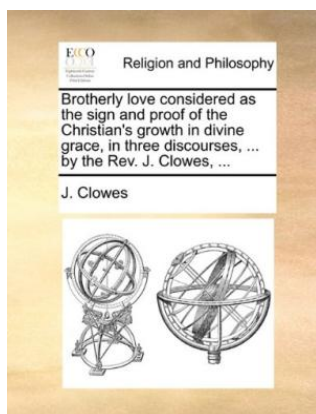 ECCO
Religion and Philosophy
Brotherly love considered as
the sign and proof of the
Christian's growth in divine
grace, in three discourses, ...
by the Rev. J. Clowes, ...
J. Clowes